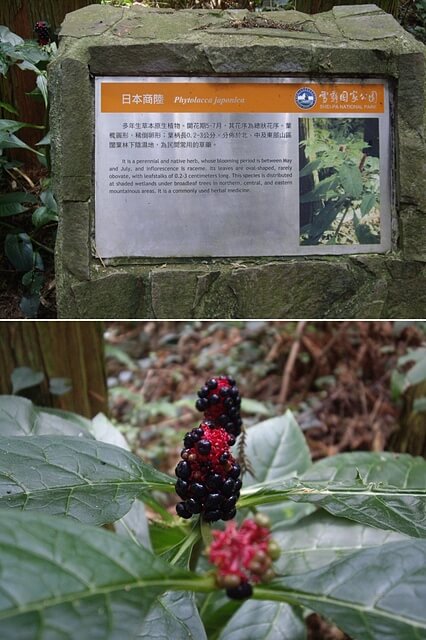 日本商陸 Phytolacca japonica 雪霸国家公园
SHEI-PA NATIONAL PARK
多年生草本原生植物。開花期5-7月，其花序為總狀花序。葉
橢圓形、稀倒卵形；葉柄長0.2-3公分。分佈於北、中及東部山區
闊葉林下陰濕地，為民間常用的草藥。
It is a perennial and native herb, whose blooming period is between May
and July, and inflorescence is raceme. Its leaves are oval-shaped, rarely
obovate, with leafstalks of 0.2-3 centimeters long. This species is distributed
at shaded wetlands under broadleaf trees in northern, central, and eastern
mountainous areas. It is a commonly used herbal medicine.